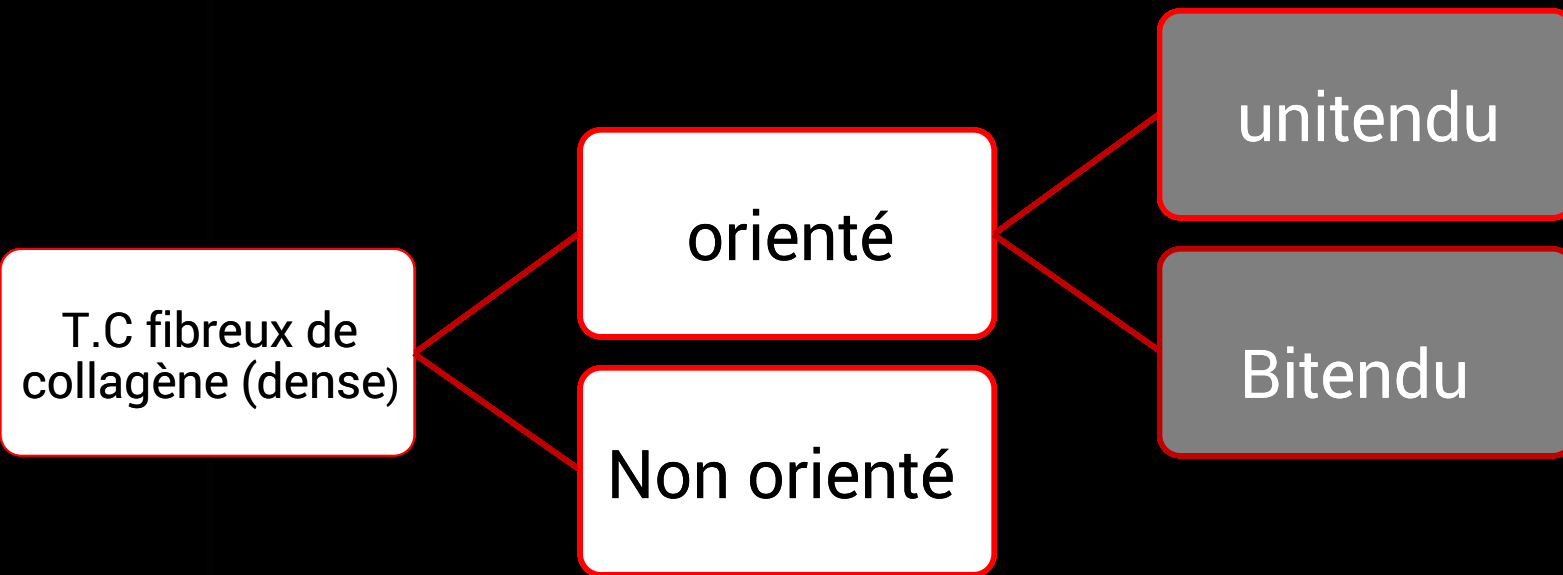 T.C fibreux de
collagène (dense)
orienté
Non orienté
unitendu
Bitendu